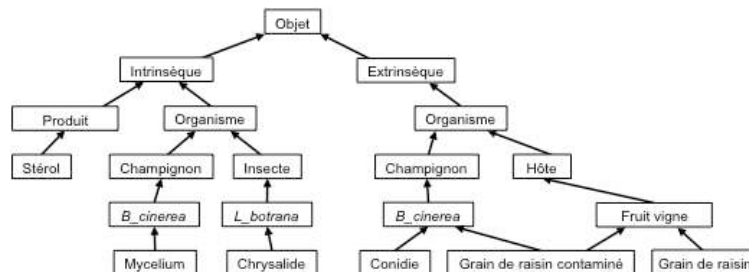 Objet
Intrinsèque Extrinsèque
Produit Organisme Organisme
Stérol Champignon Insecte Champignon Hôte
B_cinerea L_botrana B_cinerea Fruit vigne
Mycelium Chrysalide Conidie Grain de raisin contaminé Grain de raisin